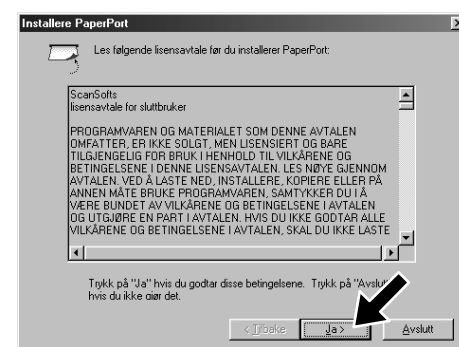 Installere PaperPort
Les følgende lisensavtale før du installerer PaperPort:
ScanSofts
lisensavtale for sluttbruker
PROGRAMVAREN OG MATERIALET SOM DENNE AVTALEN
OMFATTER, ER IKKE SOLGT, MEN LISENSIERT OG BARE
TILGJENGELIG FOR BRUK I HENHOLD TIL VILKÅRENE OG
BETINGELSENE I DENNE LISENSAVTALEN. LES NØYE GJENNOM
AVTALEN. VED Å LASTE NED, INSTALLERE, KOPIERE ELLER PÅ
ANNEN MÅTE BRUKE PROGRAMVAREN, SAMTYKKER DU I Å
VÆRE BUNDET AV VILKÅRENE OG BETINGELSENE I AVTALEN
OG UTGJØRE EN PART I AVTALEN. HVIS DU IKKE GODTAR ALLE
VILKÅRENE OG BETINGELSENE I AVTALEN, SKAL DU IKKE LASTE
Trykk på "Ja" hvis du godtar disse betingelsene. Trykk på "Avslutt
hvis du ikke gjør det.
< Tilbake Ja > Avslutt